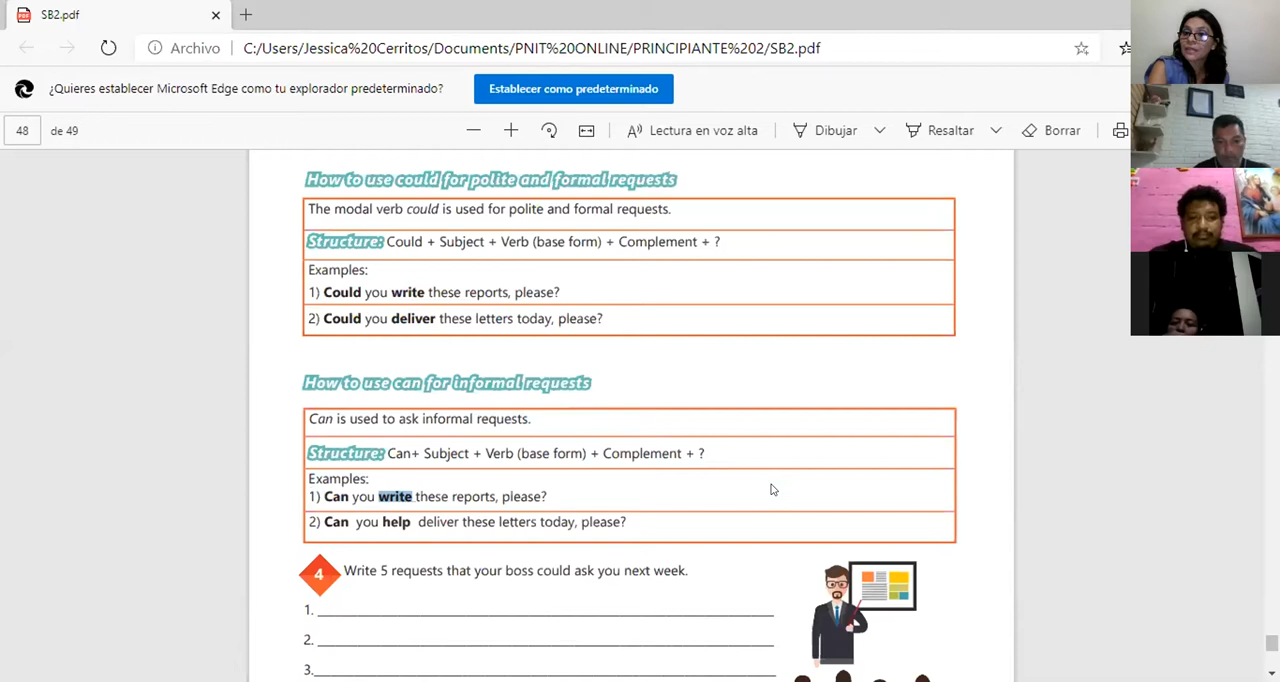 SB2.pdf
Archivo C:/Users/Jessica%20Cerritos/Documents/PNIT%20ONLINE/PRINCIPIANTE%202/SB2.pdf
¿Quieres establecer Microsoft Edge como tu explorador predeterminado? Establecer como predeterminado
48 de 49 Lectura en voz alta Dibujar Resaltar Borrar
How to use could for polite and formal requests
The modal verb could is used for polite and formal requests.
Structure: Could + Subject + Verb (base form) + Complement + ?
Examples:
1) Could you write these reports, please?
2) Could you deliver these letters today, please?
How to use can for informal requests
Can is used to ask informal requests.
Structure: Can+ Subject + Verb (base form) + Complement + ?
Examples:
1) Can you write these reports, please?
2) Can you help deliver these letters today, please?
4 Write 5 requests that your boss could ask you next week.
1.
2.
3.